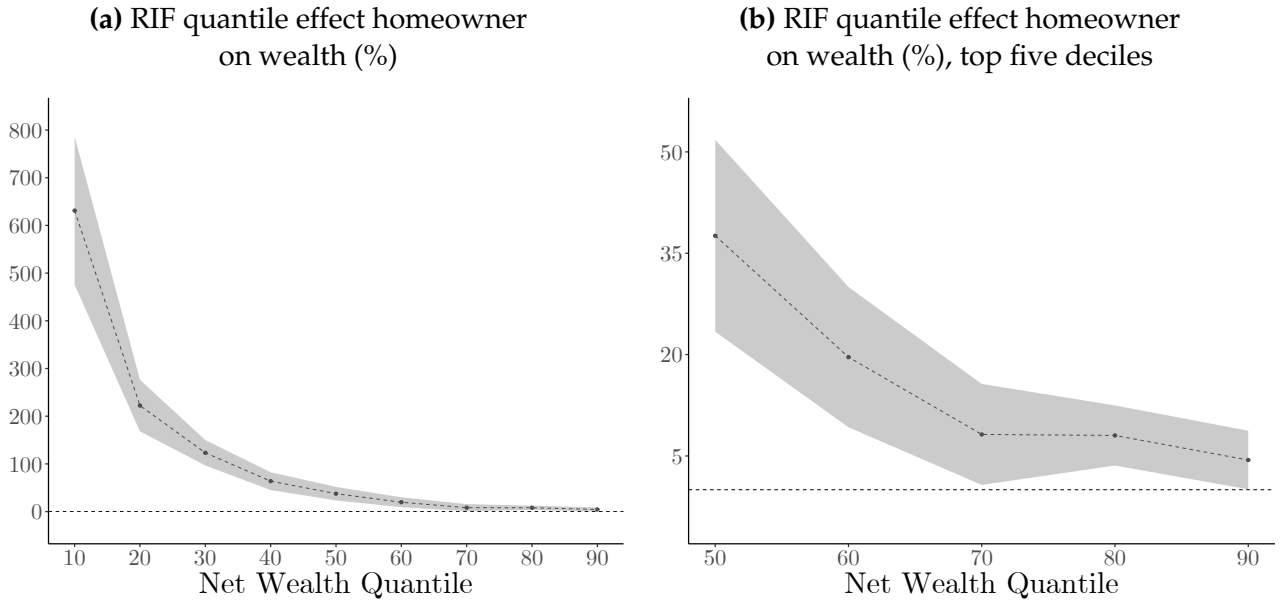 (a) RIF quantile effect homeowner
on wealth (%)
800
700
600
500
400
300
200
100
0
10 20 30 40 50 60 70 80 90
Net Wealth Quantile
(b) RIF quantile effect homeowner
on wealth (%), top five deciles
50
35
20
5
50 60 70 80 90
Net Wealth Quantile